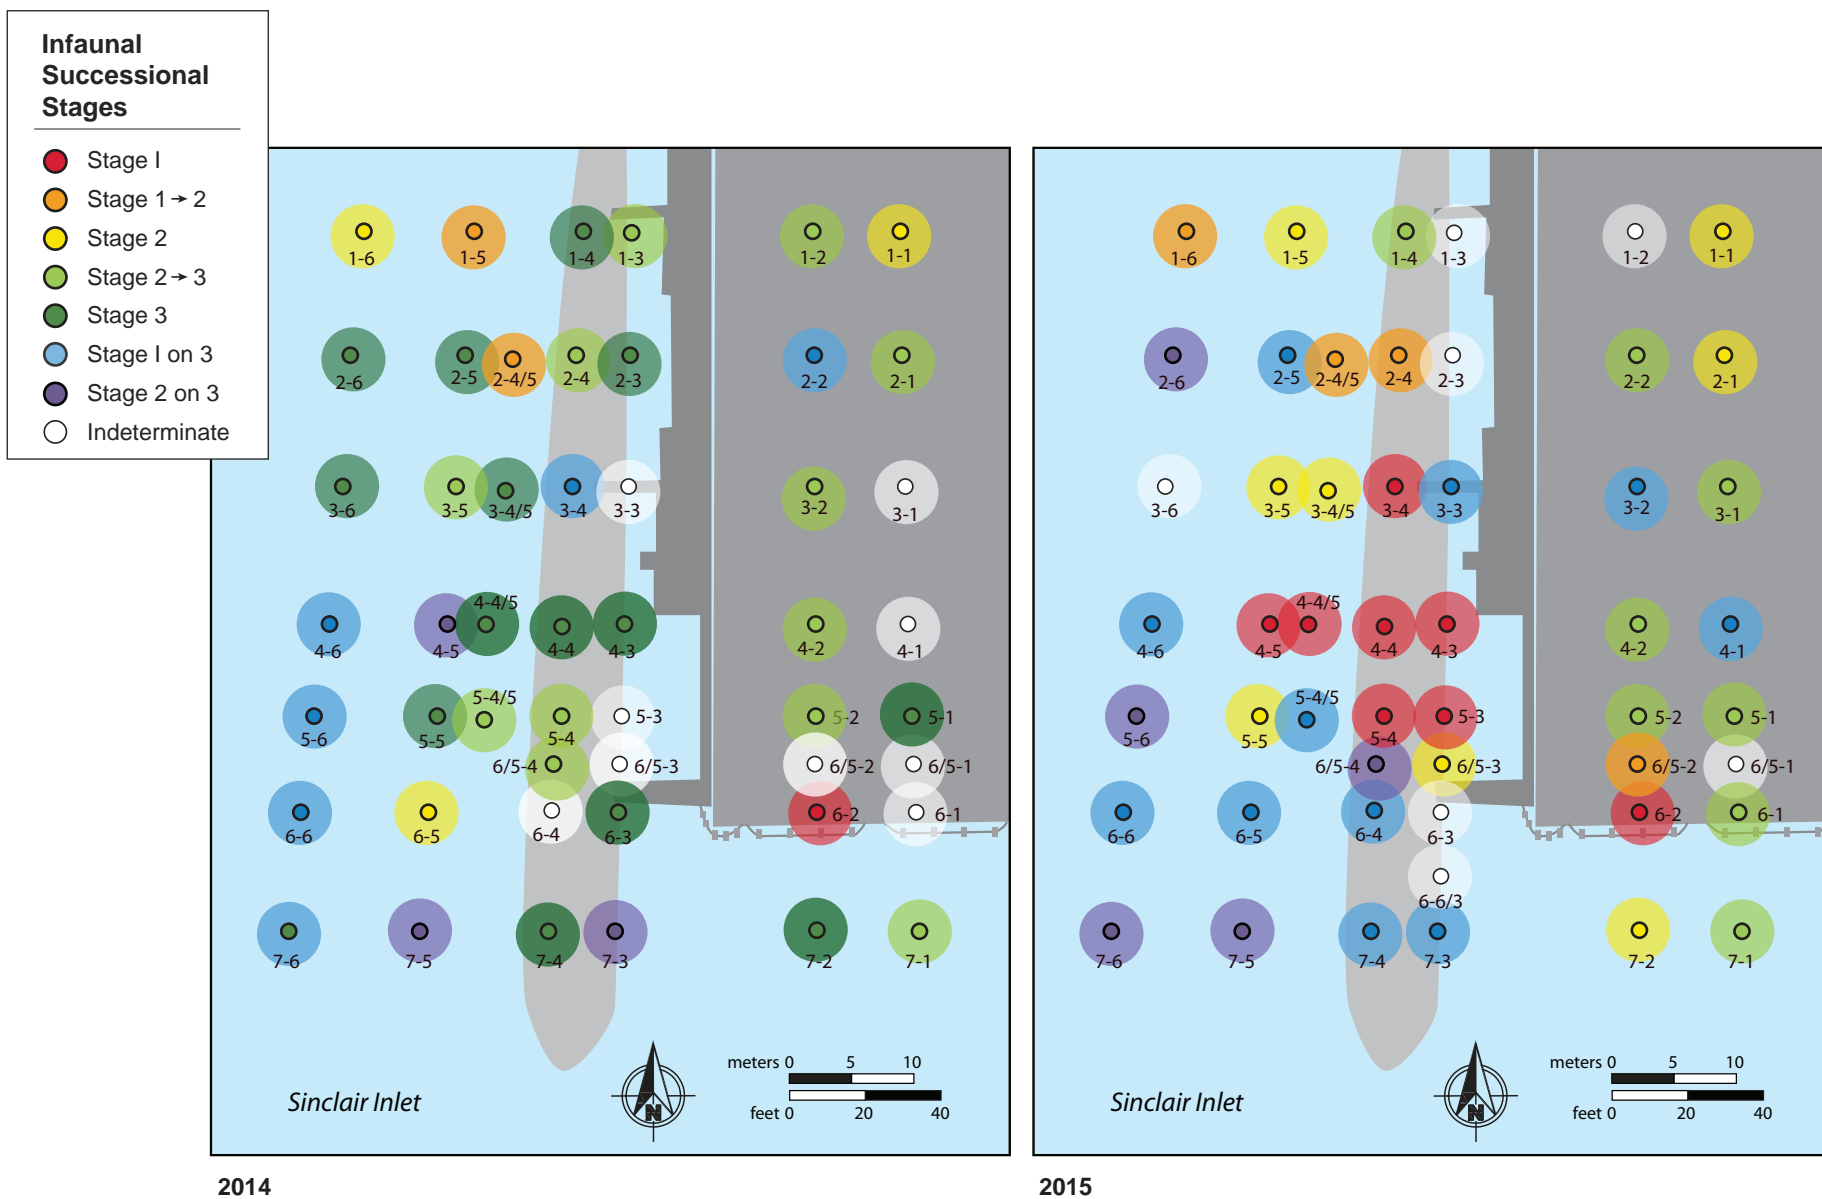 Infaunal
Successional
Stages
Stage I
Stage 1→2
Stage 2
Stage 2→3
Stage 3
Stage I on 3
Stage 2 on 3
Indeterminate
1-6 1-5 1-4 1-3 1-2 1-1
2-6 2-5 2-4/5 2-4 2-3 2-2 2-1
3-6 3-5 3-4/5 3-4 3-3 3-2 3-1
4-4/5
4-6 4-5 4-4 4-3 4-2 4-1
5-4/5
5-6 5-5 5-4 5-3 5-2 5-1
6/5-4 6/5-3 6/5-2 6/5-1
6-6 6-5 6-4 6-3 6-2 6-1
7-6 7-5 7-4 7-3 7-2 7-1
meters 0 5 10
feet 0 20 40
N
Sinclair Inlet
2014
1-6 1-5 1-4 1-3 1-2 1-1
2-6 2-5 2-4/5 2-4 2-3 2-2 2-1
3-6 3-5 3-4/5 3-4 3-3 3-2 3-1
4-4/5
4-6 4-5 4-4 4-3 4-2 4-1
5-4/5
5-6 5-5 5-4 5-3 5-2 5-1
6/5-4 6/5-3 6/5-2 6/5-1
6-6 6-5 6-4 6-3 6-2 6-1
6-6/3
7-6 7-5 7-4 7-3 7-2 7-1
meters 0 5 10
feet 0 20 40
N
Sinclair Inlet
2015